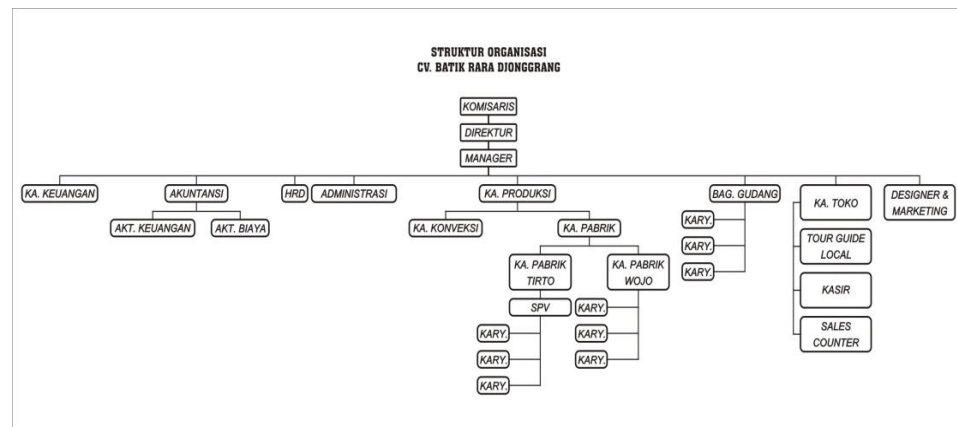 STRUKTUR ORGANISASI
CV. BATIK RARA DJONGGRANG
KOMISARIS
DIREKTUR
MANAGER
KA. KEUANGAN
AKUNTANSI
HRD
ADMINISTRASI
KA. PRODUKSI
BAG. GUDANG
KA. TOKO
DESIGNER &
MARKETING
AKT. KEUANGAN
AKT. BIAYA
KA. KONVEKSI
KA. PABRIK
KARY.
KARY.
KARY.
TOUR GUIDE
LOCAL
KASIR
SALES
COUNTER
KA. PABRIK
TIRTO
KA. PABRIK
WOJO
SPV
KARY.
KARY.
KARY.
KARY.
KARY.
KARY.